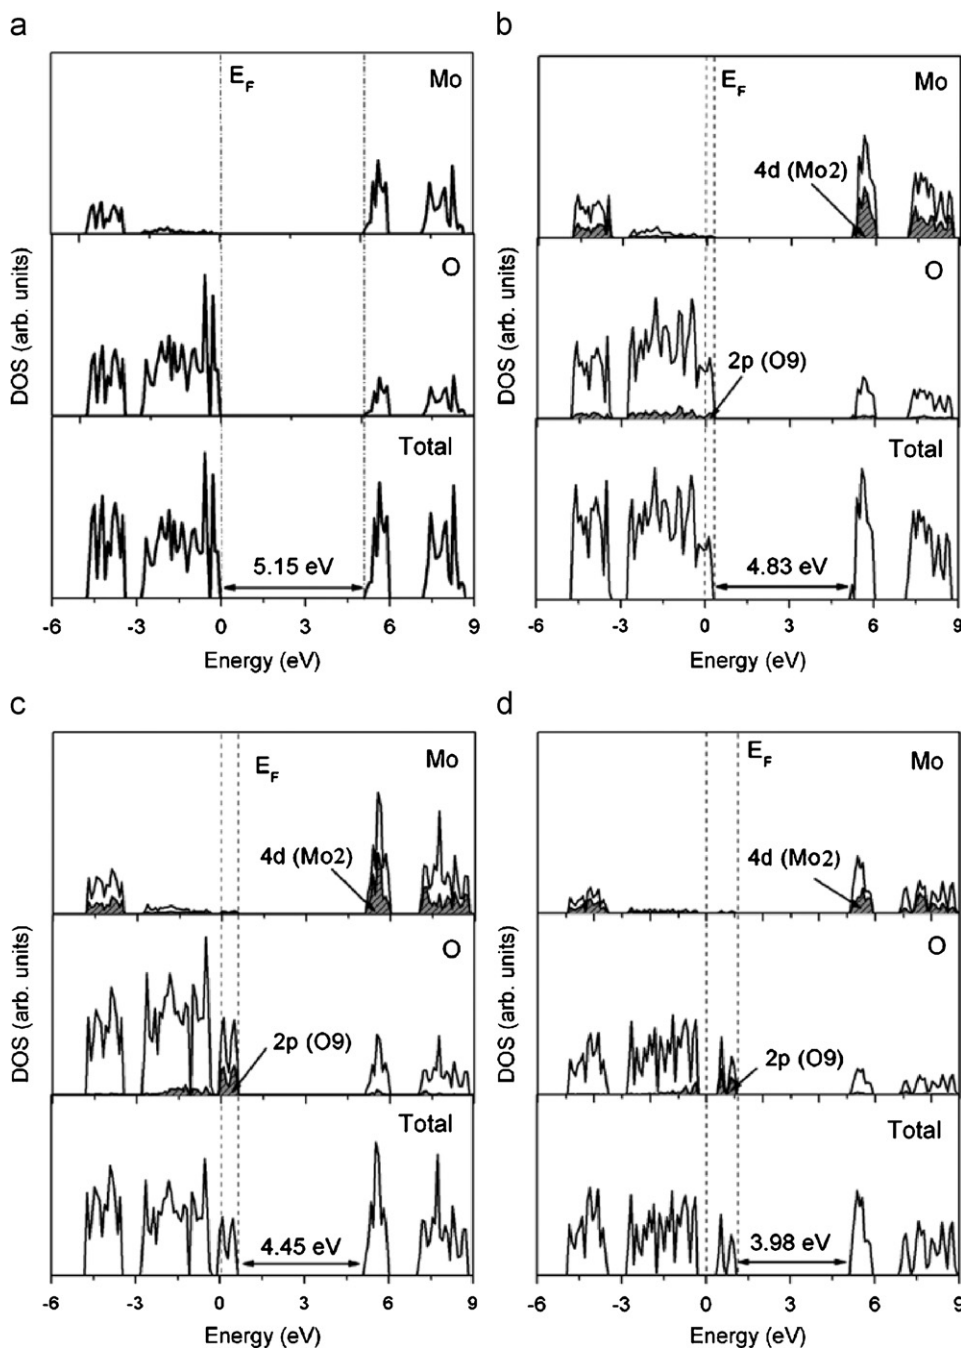 a
E_F
Mo
O
Total
5.15 eV
DOS (arb. units)
-6 -3 0 3 6 9
Energy (eV)
b
E_F
Mo
4d (Mo2)
O
2p (O9)
Total
4.83 eV
DOS (arb. units)
-6 -3 0 3 6 9
Energy (eV)
c
E_F
Mo
4d (Mo2)
O
2p (O9)
Total
4.45 eV
DOS (arb. units)
-6 -3 0 3 6 9
Energy (eV)
d
E_F
Mo
4d (Mo2)
O
2p (O9)
Total
3.98 eV
DOS (arb. units)
-6 -3 0 3 6 9
Energy (eV)